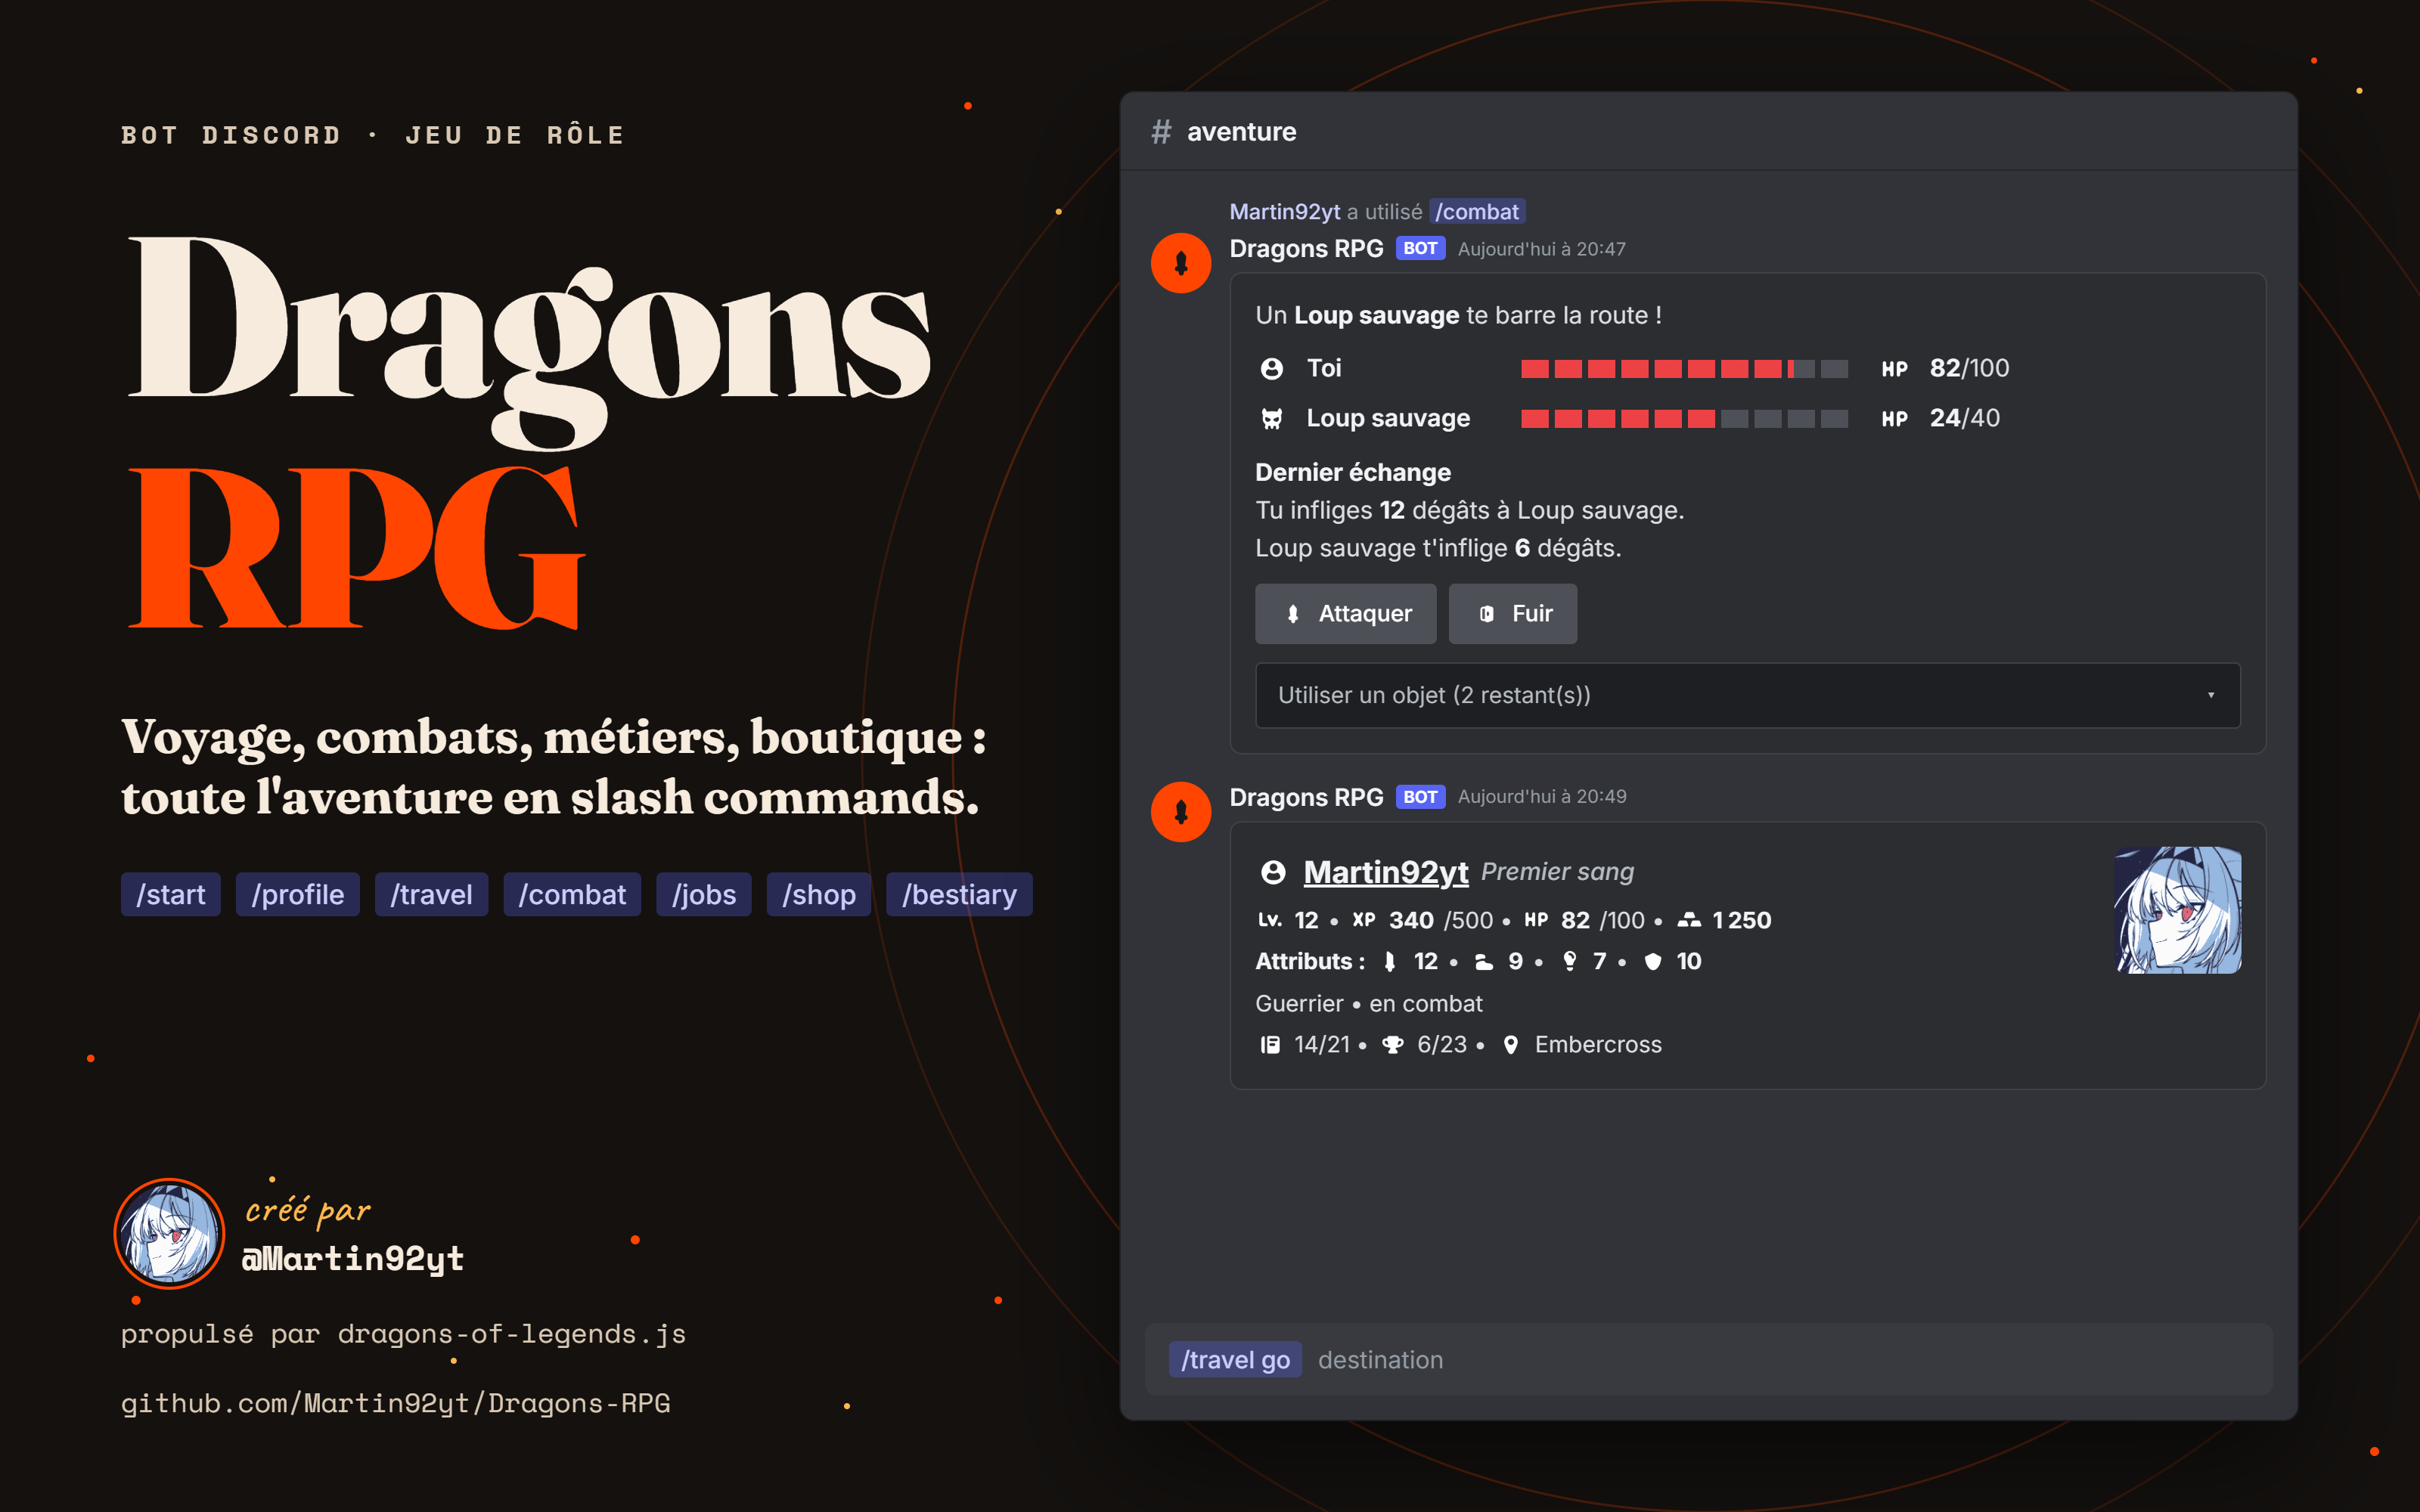 BOT DISCORD · JEU DE RÔLE
Dragons
RPG
Voyage, combats, métiers, boutique :
toute l'aventure en slash commands.
/start /profile /travel /combat /jobs /shop /bestiary
créé par
@Martin92yt
propulsé par dragons-of-legends.js
github.com/Martin92yt/Dragons-RPG
# aventure
Martin92yt a utilisé /combat
Dragons RPG BOT Aujourd'hui à 20:47
Un Loup sauvage te barre la route !
Toi HP 82/100
Loup sauvage HP 24/40
Dernier échange
Tu infliges 12 dégâts à Loup sauvage.
Loup sauvage t'inflige 6 dégâts.
Attaquer Fuir
Utiliser un objet (2 restant(s))
Dragons RPG BOT Aujourd'hui à 20:49
Martin92yt Premier sang
Lv. 12 • XP 340 /500 • HP 82 /100 • 1 250
Attributs : 12 • 9 • 7 • 10
Guerrier • en combat
14/21 • 6/23 • Embercross
/travel go destination